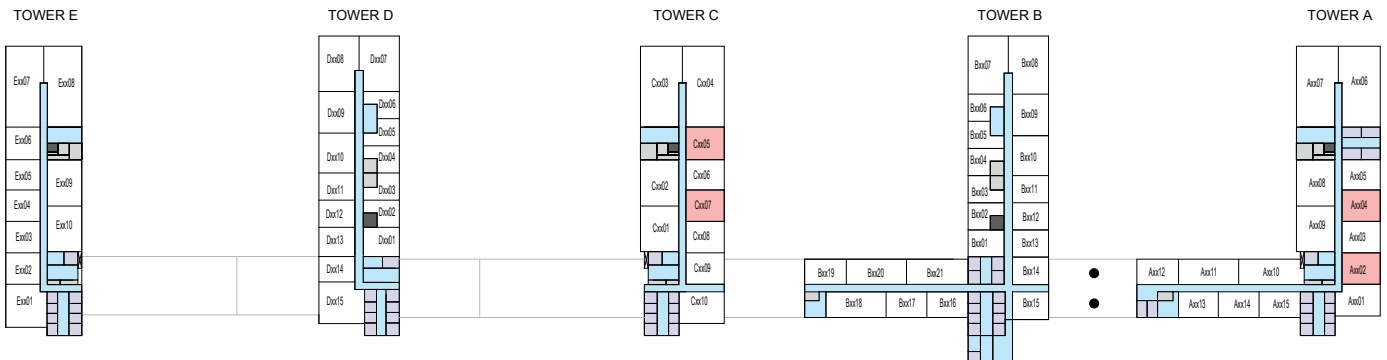 TOWER E
TOWER D
TOWER C
TOWER B
TOWER A
Exx07
Exx08
Exx06
Exx05
Exx09
Exx04
Exx10
Exx03
Exx02
Exx01
Dxx08
Dxx07
Dxx09
Dxx06
Dxx05
Dxx10
Dxx04
Dxx11
Dxx03
Dxx12
Dxx02
Dxx13
Dxx01
Dxx14
Dxx15
Cxx03
Cxx04
Cxx05
Cxx02
Cxx06
Cxx07
Cxx01
Cxx08
Cxx09
Cxx10
Bxx07
Bxx08
Bxx06
Bxx09
Bxx05
Bxx04
Bxx10
Bxx03
Bxx11
Bxx02
Bxx12
Bxx01
Bxx13
Bxx19
Bxx20
Bxx21
Bxx14
Bxx18
Bxx17
Bxx16
Bxx15
Axx07
Axx06
Axx08
Axx05
Axx04
Axx09
Axx03
Axx12
Axx11
Axx10
Axx02
Axx13
Axx14
Axx15
Axx01